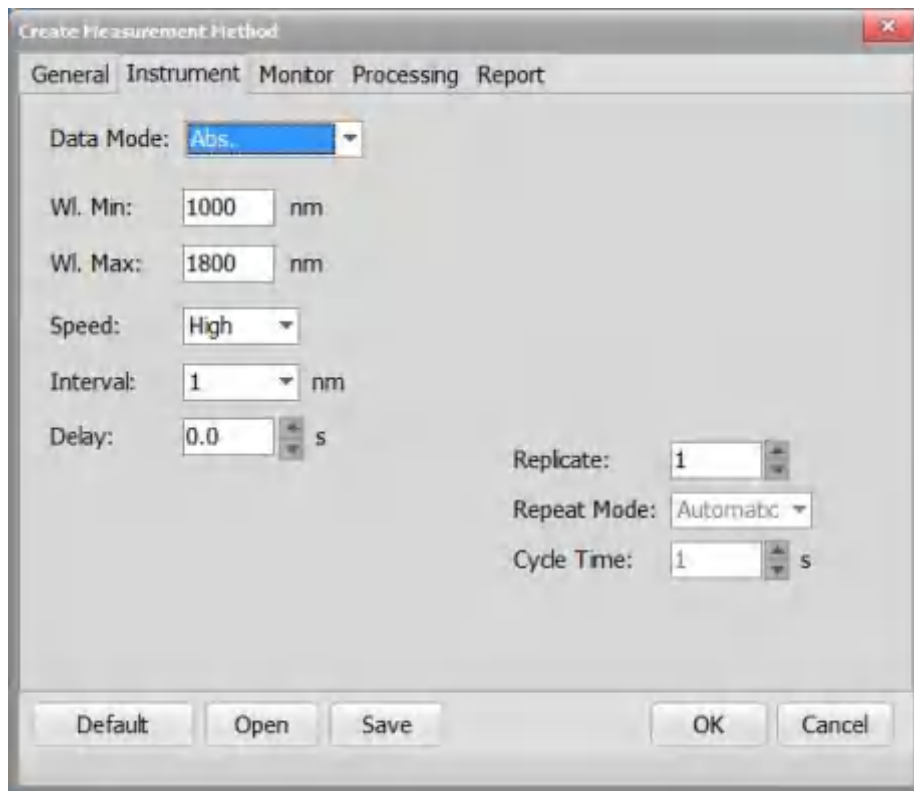 Create Measurement Method
General Instrument Monitor Processing Report
Data Mode: Abs.
Wl. Min: 1000 nm
Wl. Max: 1800 nm
Speed: High
Interval: 1 nm
Delay: 0.0 s
Replicate: 1
Repeat Mode: Automatic
Cycle Time: 1 s
Default Open Save OK Cancel